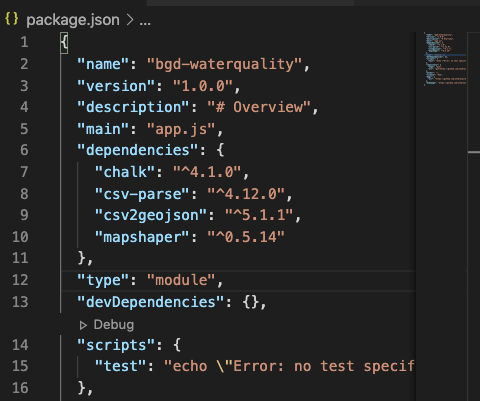 {} package.json > ...
1 {
2 "name": "bgd-waterquality",
3 "version": "1.0.0",
4 "description": "# Overview",
5 "main": "app.js",
6 "dependencies": {
7 "chalk": "^4.1.0",
8 "csv-parse": "^4.12.0",
9 "csv2geojson": "^5.1.1",
10 "mapshaper": "^0.5.14"
11 },
12 "type": "module",
13 "devDependencies": {},
Debug
14 "scripts": {
15 "test": "echo \"Error: no test specif
16 },